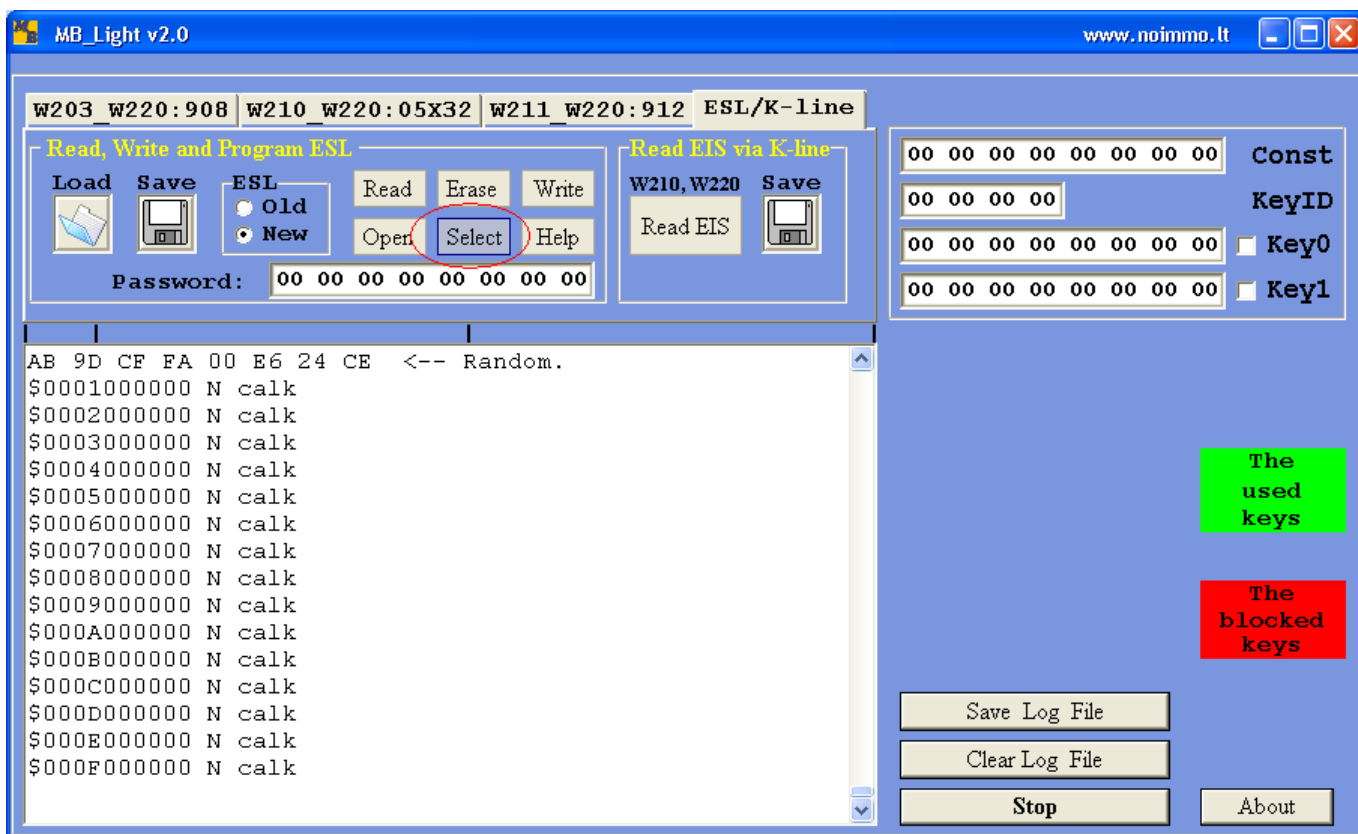 MB_Light v2.0 www.noimmo.lt
W203_W220:908 W210_W220:05X32 W211_W220:912 ESL/K-line
Read, Write and Program ESL
Load Save ESL
Old
New
Read Erase Write
Open Select Help
Password: 00 00 00 00 00 00 00 00
Read EIS via K-line
W210, W220 Save
Read EIS
00 00 00 00 00 00 00 00 Const
00 00 00 00 KeyID
00 00 00 00 00 00 00 00 Key0
00 00 00 00 00 00 00 00 Key1
AB 9D CF FA 00 E6 24 CE <-- Random.
$0001000000 N calk
$0002000000 N calk
$0003000000 N calk
$0004000000 N calk
$0005000000 N calk
$0006000000 N calk
$0007000000 N calk
$0008000000 N calk
$0009000000 N calk
$000A000000 N calk
$000B000000 N calk
$000C000000 N calk
$000D000000 N calk
$000E000000 N calk
$000F000000 N calk
The
used
keys
The
blocked
keys
Save Log File
Clear Log File
Stop
About